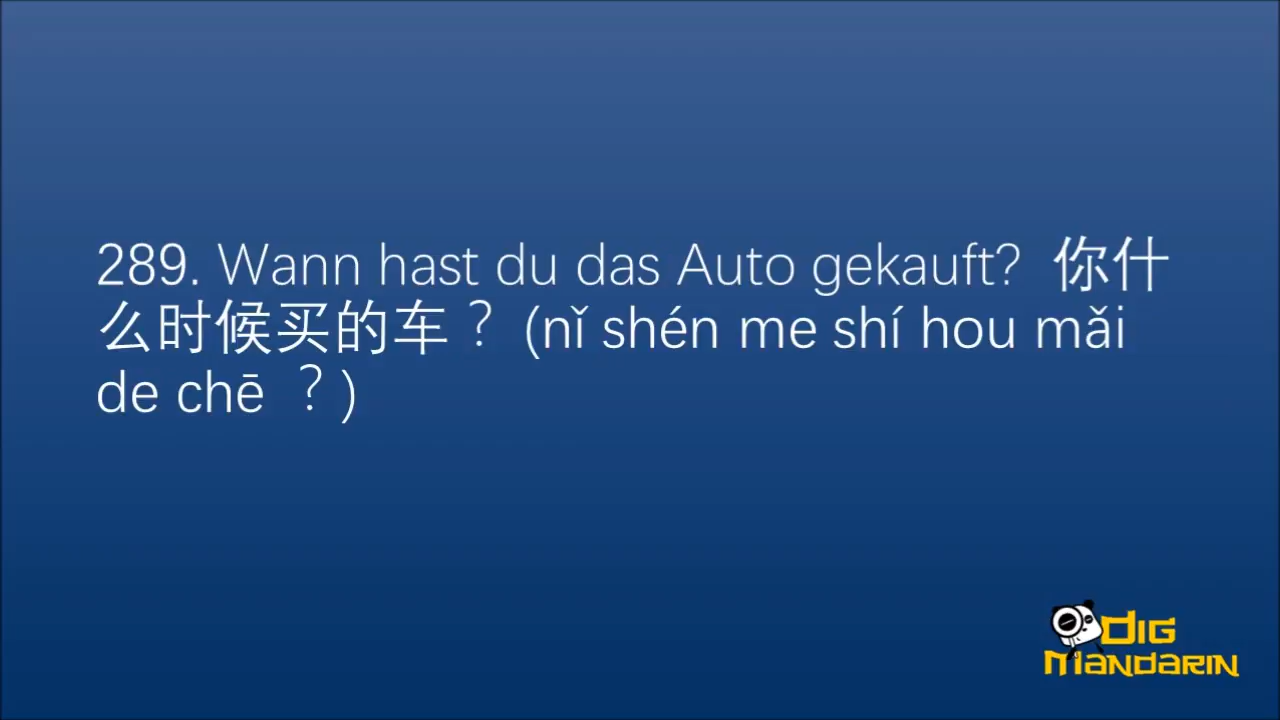 289. Wann hast du das Auto gekauft? 你什
么时候买的车？ (nǐ shén me shí hou mǎi
de chē ？)
DIG
MANDARIN